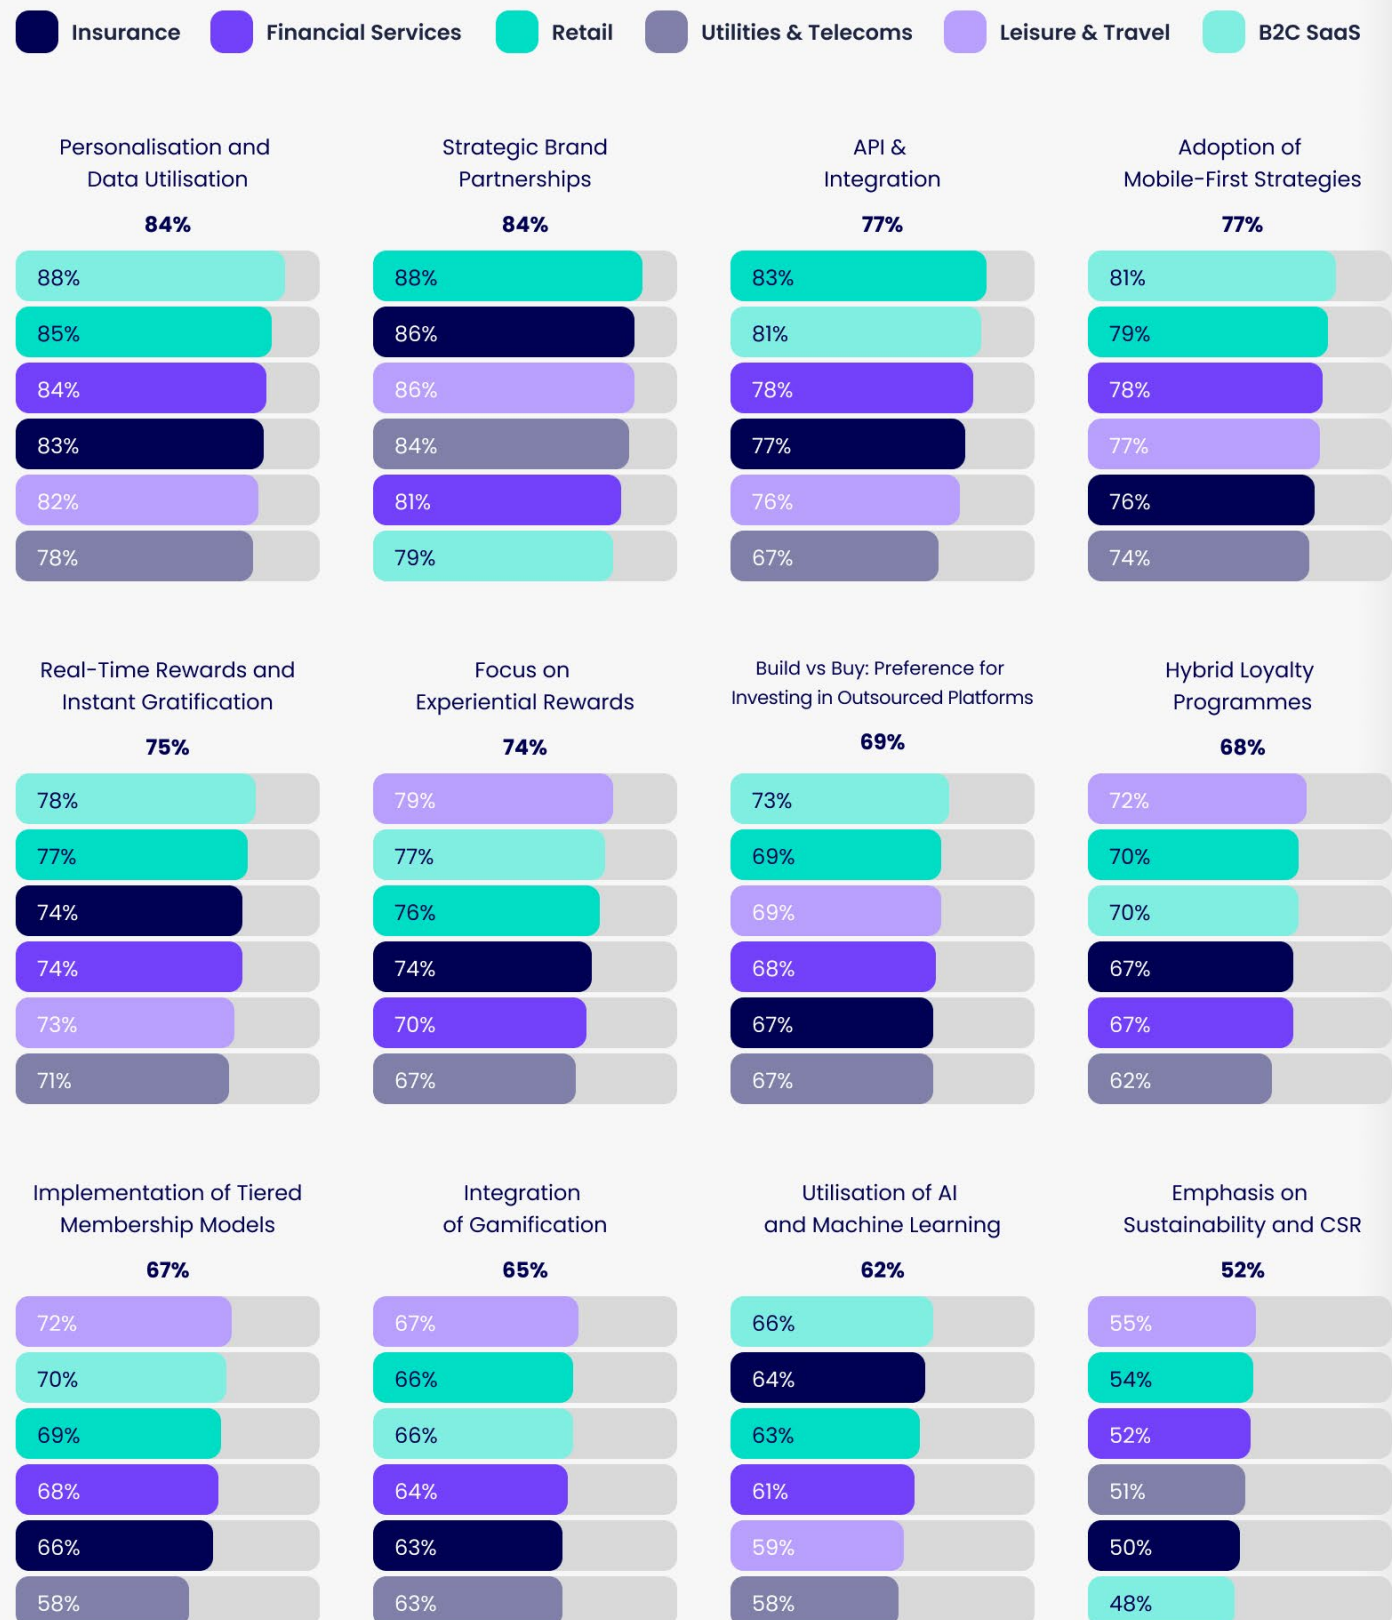 Insurance
Financial Services
Retail
Utilities & Telecoms
Leisure & Travel
B2C SaaS
Personalisation and
Data Utilisation
84%
88%
85%
84%
83%
82%
78%
Strategic Brand
Partnerships
84%
88%
86%
86%
84%
81%
79%
API &
Integration
77%
83%
81%
78%
77%
76%
67%
Adoption of
Mobile-First Strategies
77%
81%
79%
78%
77%
76%
74%
Real-Time Rewards and
Instant Gratification
75%
78%
77%
74%
74%
73%
71%
Focus on
Experiential Rewards
74%
79%
77%
76%
74%
70%
67%
Build vs Buy: Preference for
Investing in Outsourced Platforms
69%
73%
69%
69%
68%
67%
67%
Hybrid Loyalty
Programmes
68%
72%
70%
70%
67%
67%
62%
Implementation of Tiered
Membership Models
67%
72%
70%
69%
68%
66%
58%
Integration
of Gamification
65%
67%
66%
66%
64%
63%
63%
Utilisation of AI
and Machine Learning
62%
66%
64%
63%
61%
59%
58%
Emphasis on
Sustainability and CSR
52%
55%
54%
52%
51%
50%
48%